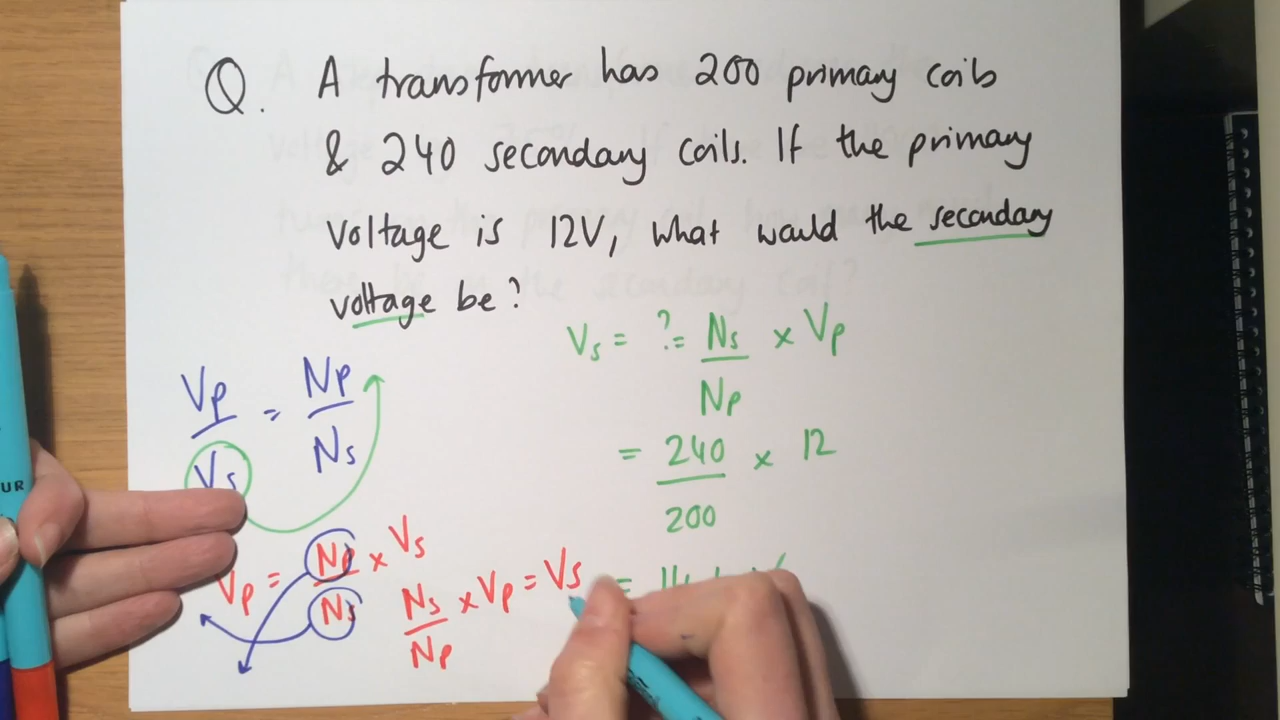 Q. A transformer has 200 primary coils
& 240 secondary coils. If the primary
voltage is 12V, what would the secondary
voltage be?
Vs = ? = Ns/Np × Vp
= 240/200 × 12
Vp/Vs = Np/Ns
Vp = Np/Ns × Vs
Ns/Np × Vp = Vs
UR